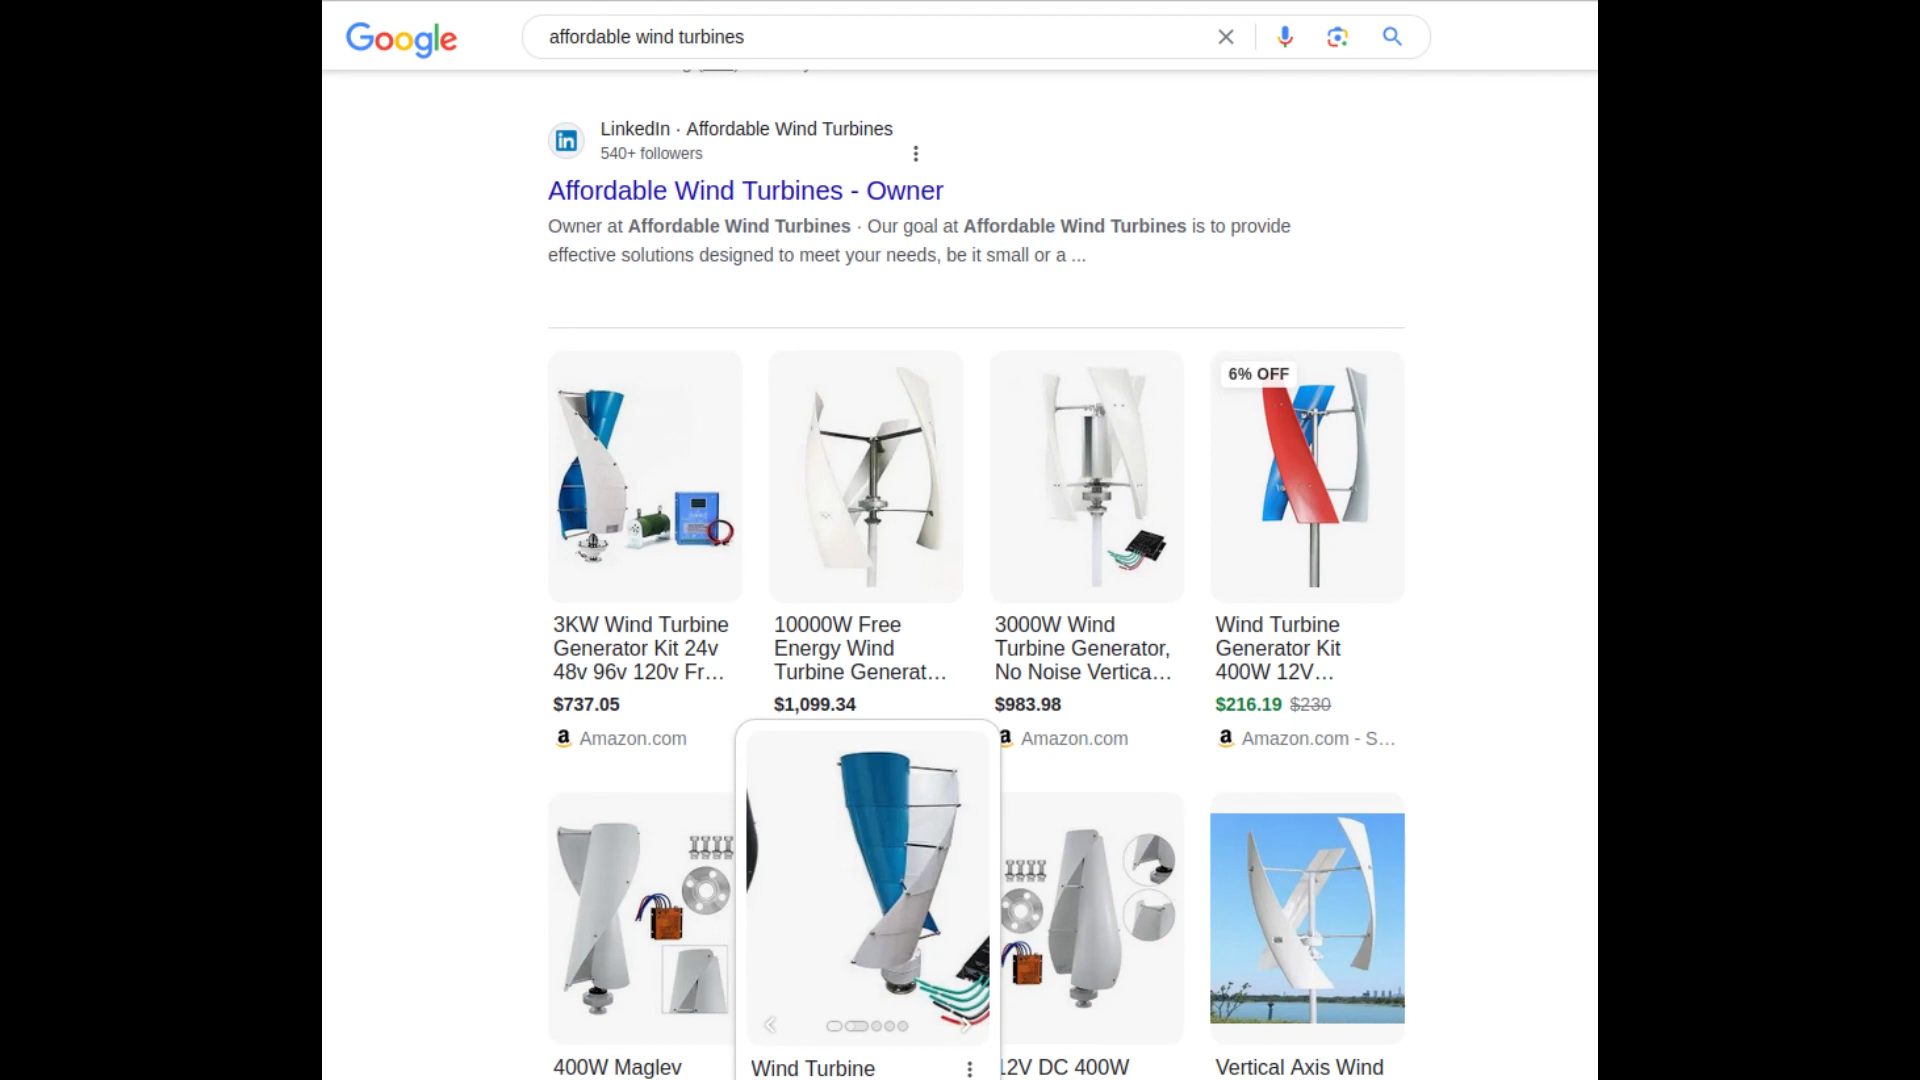 Google
affordable wind turbines
LinkedIn · Affordable Wind Turbines
540+ followers
Affordable Wind Turbines - Owner
Owner at Affordable Wind Turbines · Our goal at Affordable Wind Turbines is to provide
effective solutions designed to meet your needs, be it small or a ...
6% OFF
3KW Wind Turbine
Generator Kit 24v
48v 96v 120v Fr...
$737.05
Amazon.com
10000W Free
Energy Wind
Turbine Generat...
$1,099.34
3000W Wind
Turbine Generator,
No Noise Vertica...
$983.98
Amazon.com
Wind Turbine
Generator Kit
400W 12V...
$216.19 $230
Amazon.com - S...
400W Maglev
Wind Turbine
12V DC 400W
Vertical Axis Wind